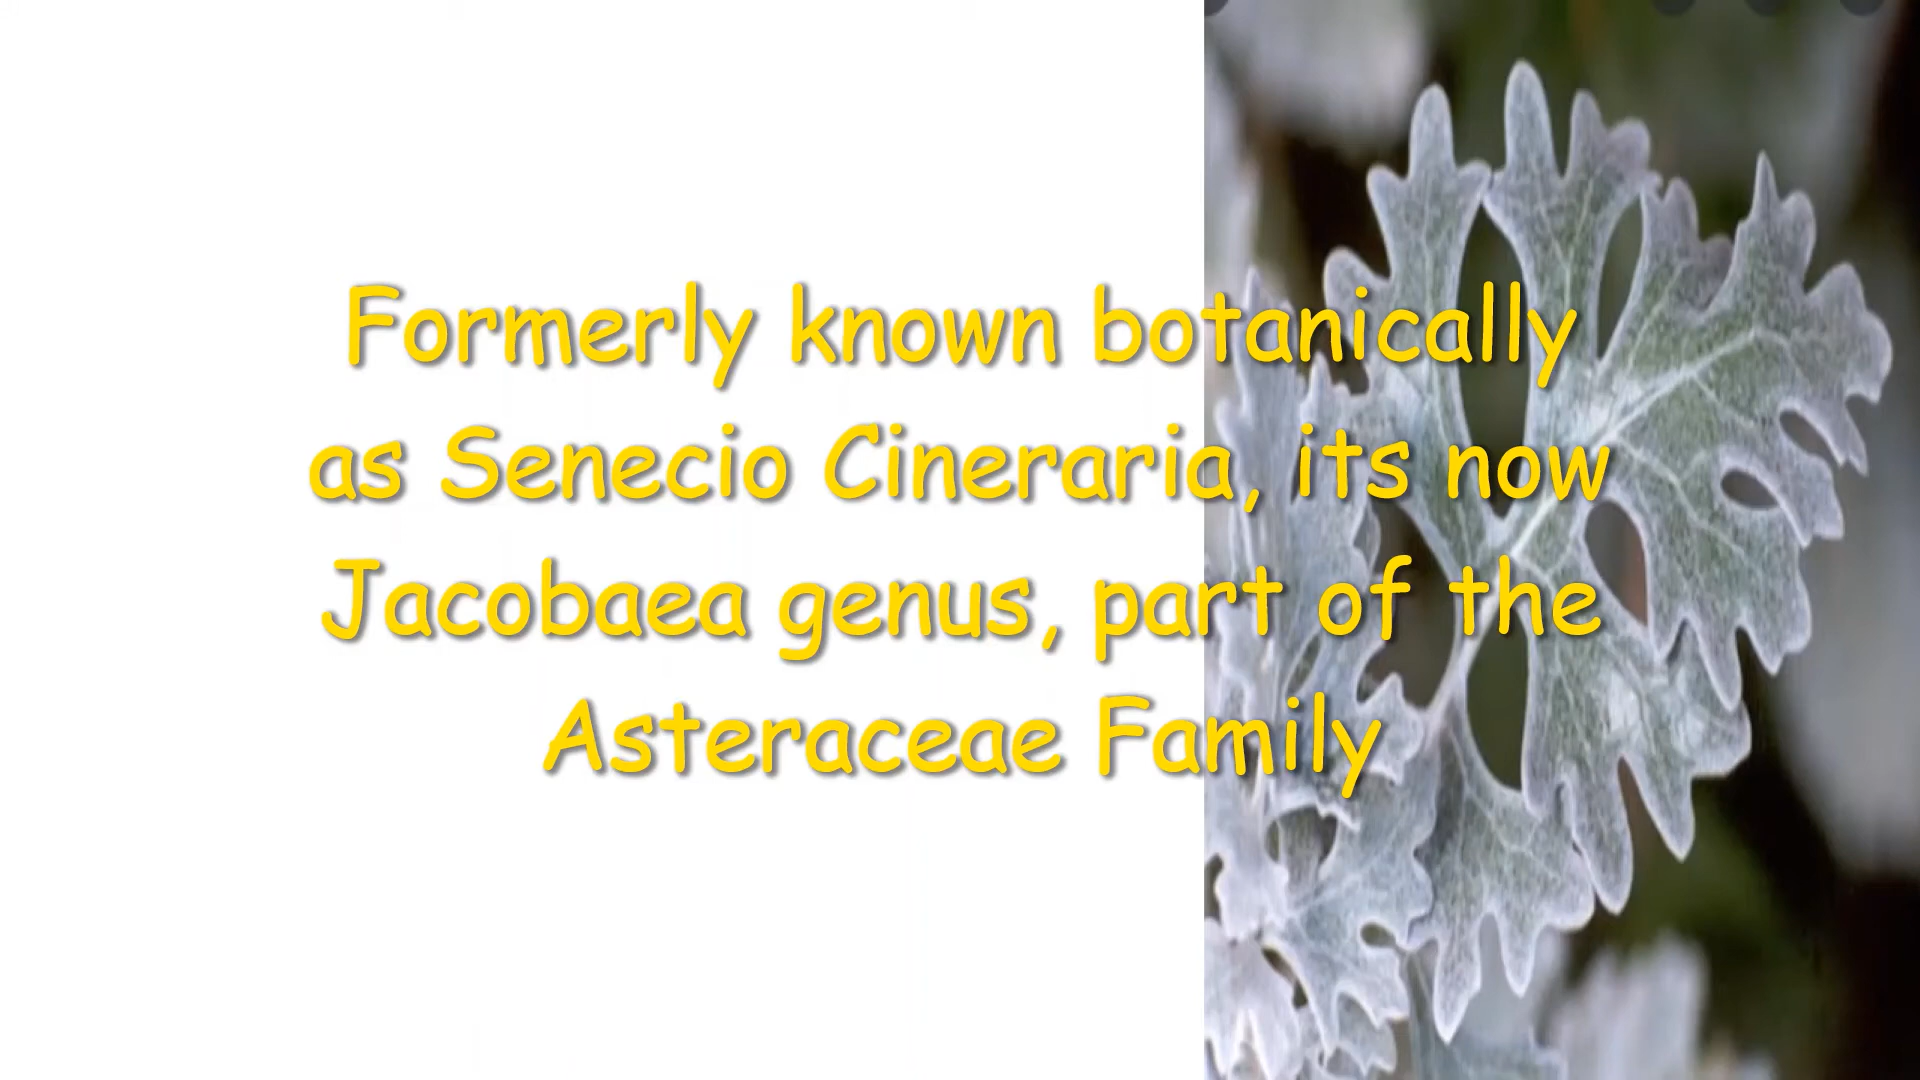 Formerly known botanically
as Senecio Cineraria, its now
Jacobaea genus, part of the
Asteraceae Family